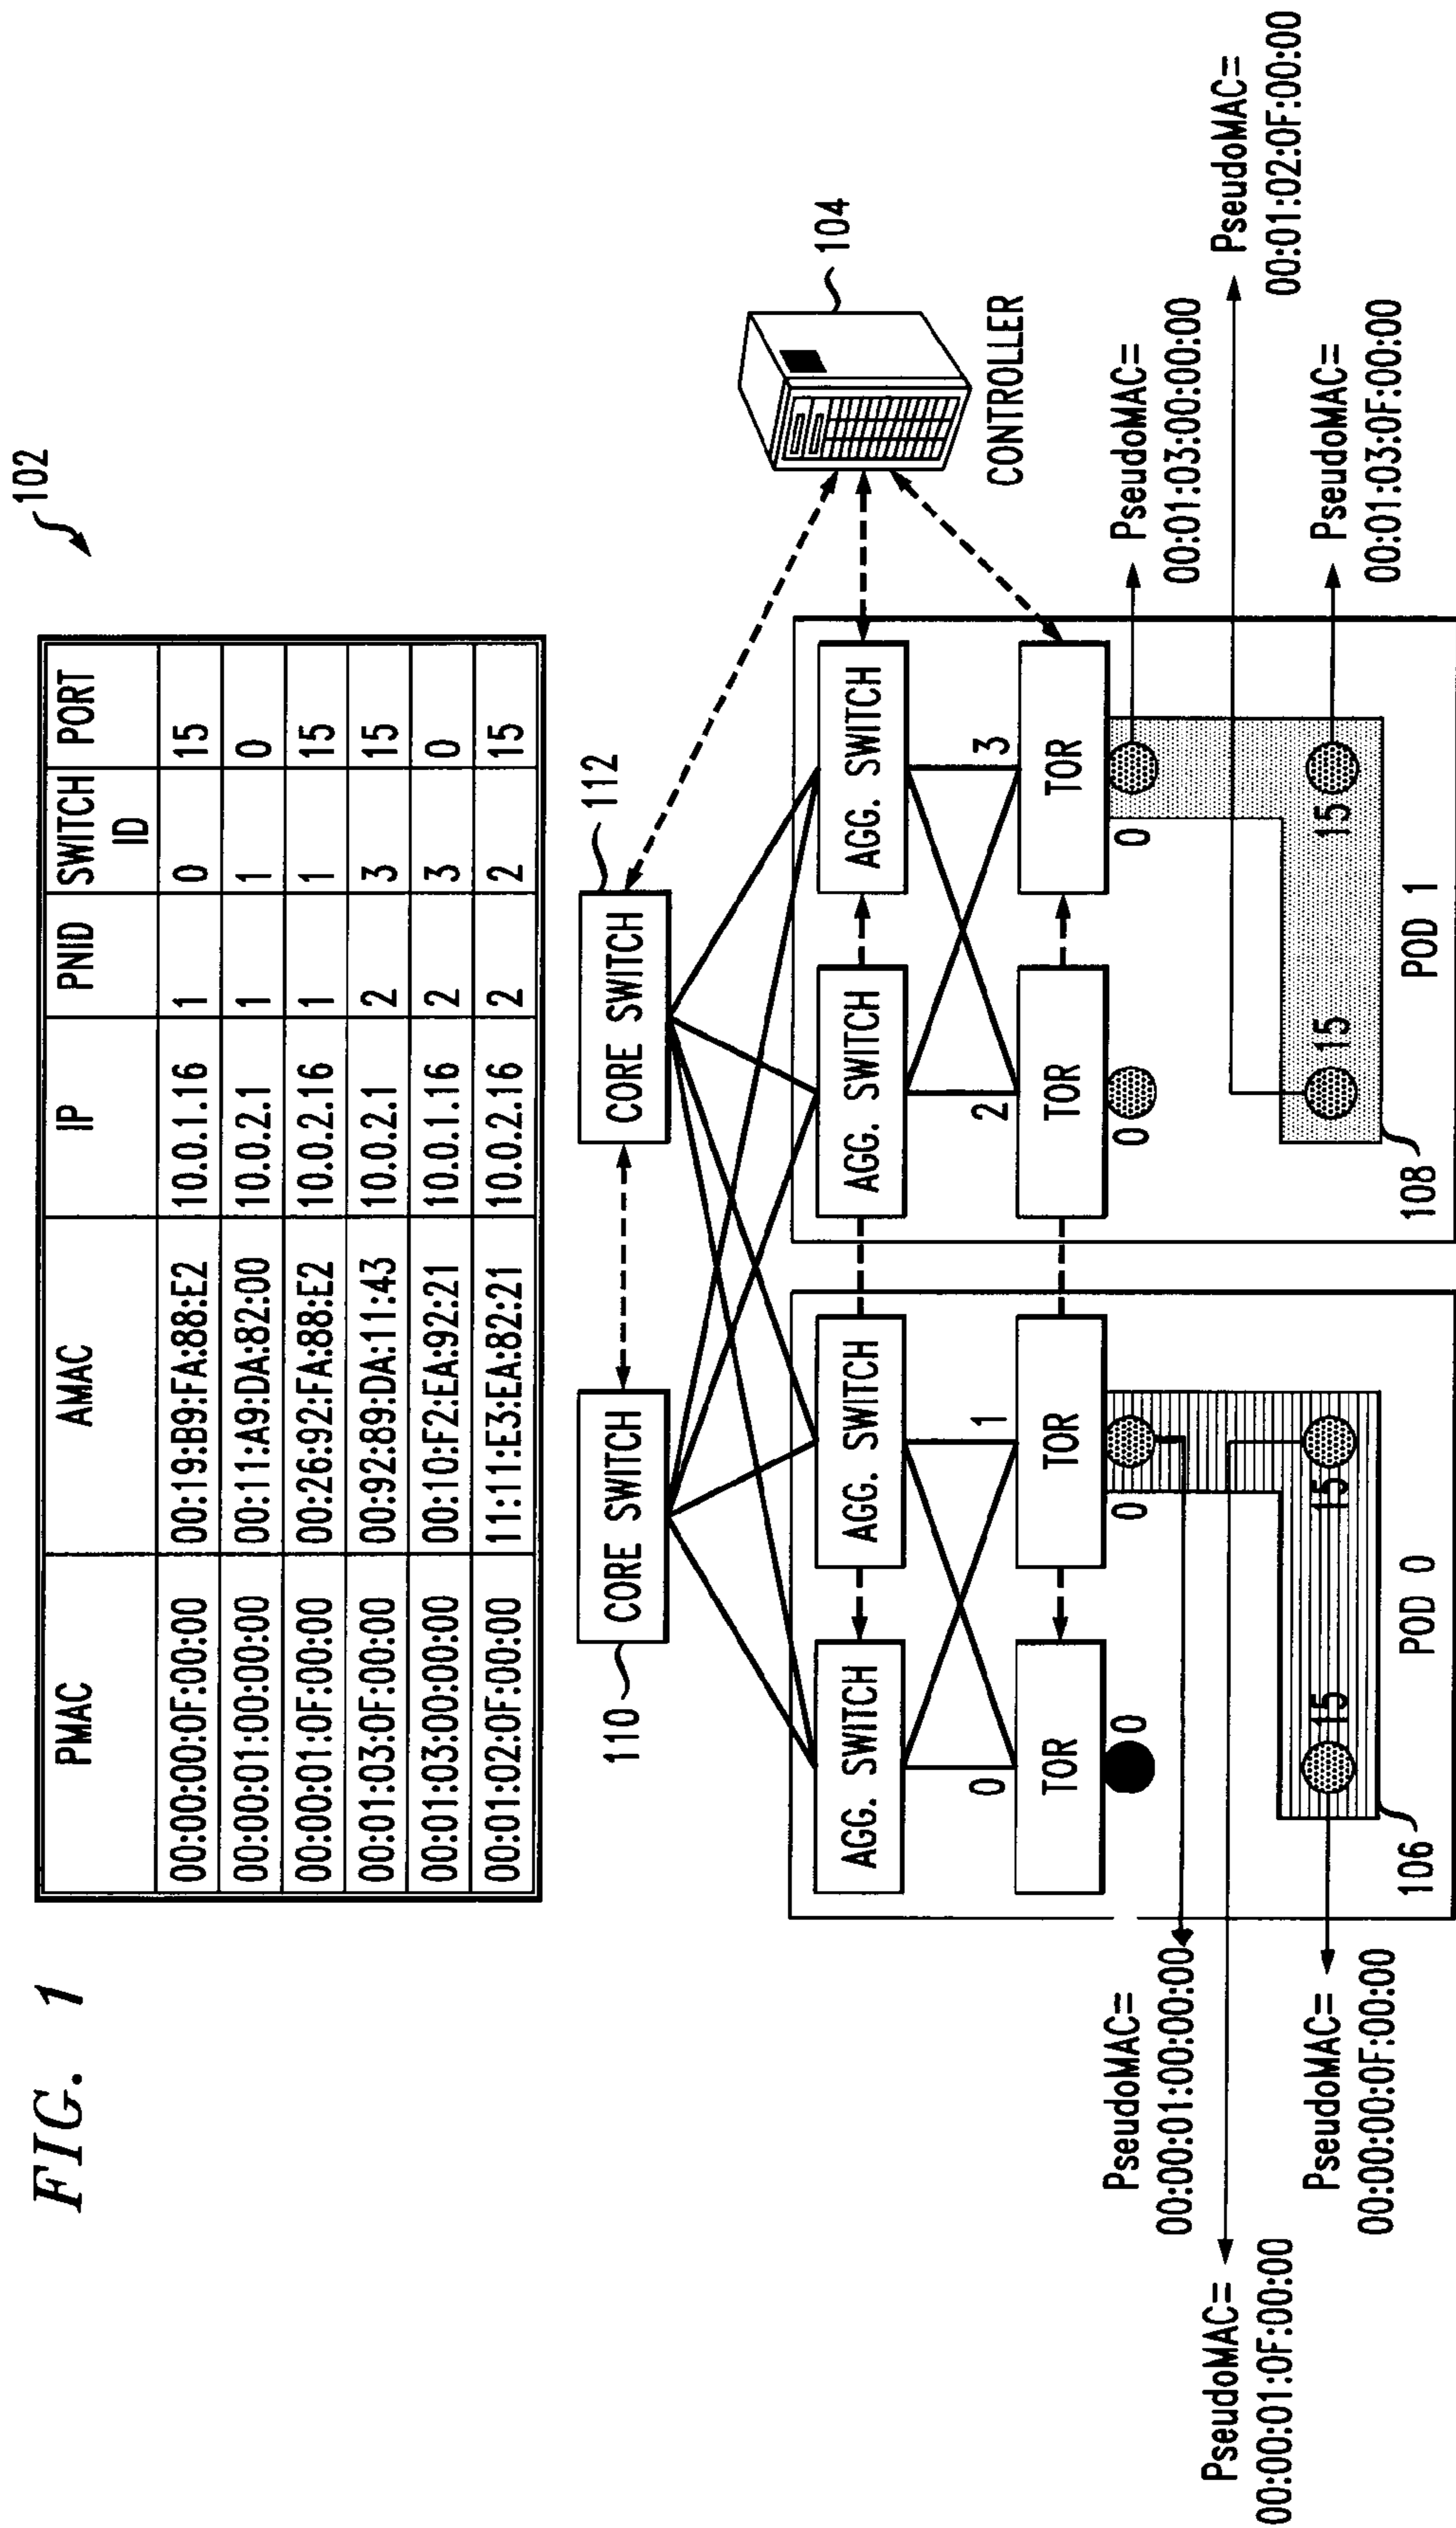 FIG. 1
102
PMAC AMAC IP PNID SWITCH ID PORT
00:00:00:0F:00:00 00:19:B9:FA:88:E2 10.0.1.16 1 0 15
00:00:01:00:00:00 00:11:A9:DA:82:00 10.0.2.1 1 1 0
00:00:01:0F:00:00 00:26:92:FA:88:E2 10.0.2.16 1 1 15
00:01:03:0F:00:00 00:92:89:DA:11:43 10.0.2.1 2 3 15
00:01:03:00:00:00 00:10:F2:EA:92:21 10.0.1.16 2 3 0
00:01:02:0F:00:00 11:11:E3:EA:82:21 10.0.2.16 2 2 15
110
CORE SWITCH
CORE SWITCH
112
104
CONTROLLER
AGG. SWITCH
AGG. SWITCH
AGG. SWITCH
AGG. SWITCH
0
1
2
3
TOR
TOR
TOR
TOR
0
0
0
0
15
15
15
15
106
POD 0
108
POD 1
PseudoMAC=
00:00:01:0F:00:00
PseudoMAC=
00:00:01:00:00:00
PseudoMAC=
00:00:00:0F:00:00
PseudoMAC=
00:01:03:00:00:00
PseudoMAC=
00:01:02:0F:00:00
PseudoMAC=
00:01:03:0F:00:00